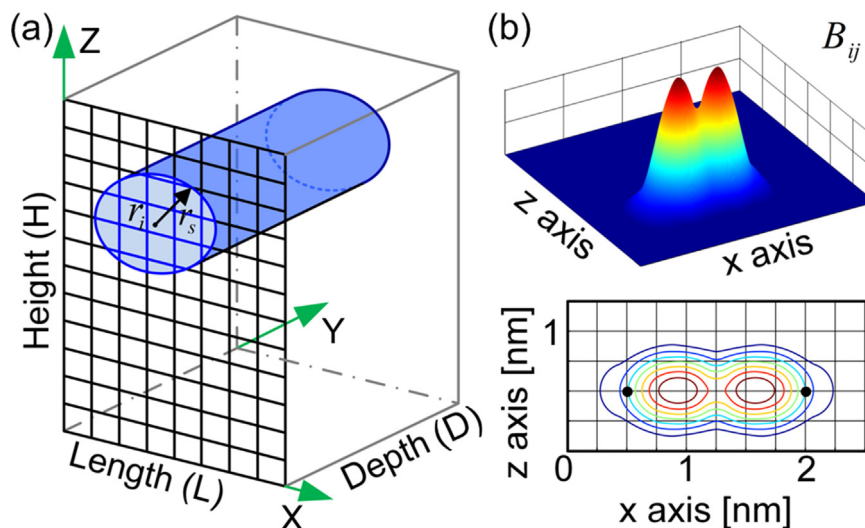 (a)
Z
r_i
r_s
Height (H)
Y
Length (L)
Depth (D)
X
(b)
B_ij
z axis
x axis
z axis [nm]
1
0
1
2
x axis [nm]